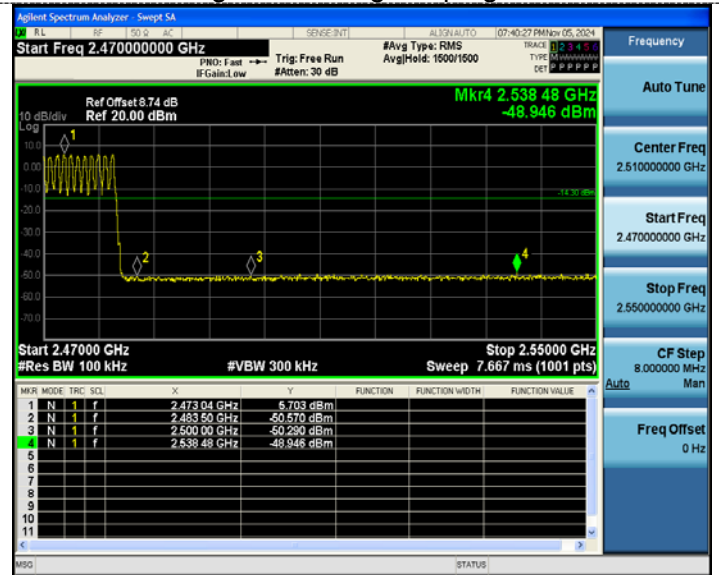 Agilent Spectrum Analyzer - Swept SA
RL RF 50 Ω AC SENSE:INT ALIGN AUTO 07:40:27 PM Nov 05, 2024
Start Freq 2.470000000 GHz
PNO: Fast Trig: Free Run #Avg Type: RMS TRACE 1 2 3 4 5 6
IFGain:Low #Atten: 30 dB Avg|Hold: 1500/1500 TYPE M
DET P P P P P P
Frequency
Auto Tune
Center Freq
2.510000000 GHz
Start Freq
2.470000000 GHz
Stop Freq
2.550000000 GHz
CF Step
8.000000 MHz
Auto Man
Freq Offset
0 Hz
Mkr4 2.538 48 GHz
-48.946 dBm
Ref Offset 8.74 dB
10 dB/div Ref 20.00 dBm
Log
10.0
0.00
-10.0
-20.0
-30.0
-40.0
-50.0
-60.0
-70.0
-14.30 dBm
1
2
3
4
Start 2.47000 GHz Stop 2.55000 GHz
#Res BW 100 kHz #VBW 300 kHz Sweep 7.667 ms (1001 pts)
MKR MODE TRC SCL X Y FUNCTION FUNCTION WIDTH FUNCTION VALUE
1 N 1 f 2.473 04 GHz 5.703 dBm
2 N 1 f 2.483 50 GHz -50.570 dBm
3 N 1 f 2.500 00 GHz -50.290 dBm
4 N 1 f 2.538 48 GHz -48.946 dBm
5
6
7
8
9
10
11
MSG STATUS